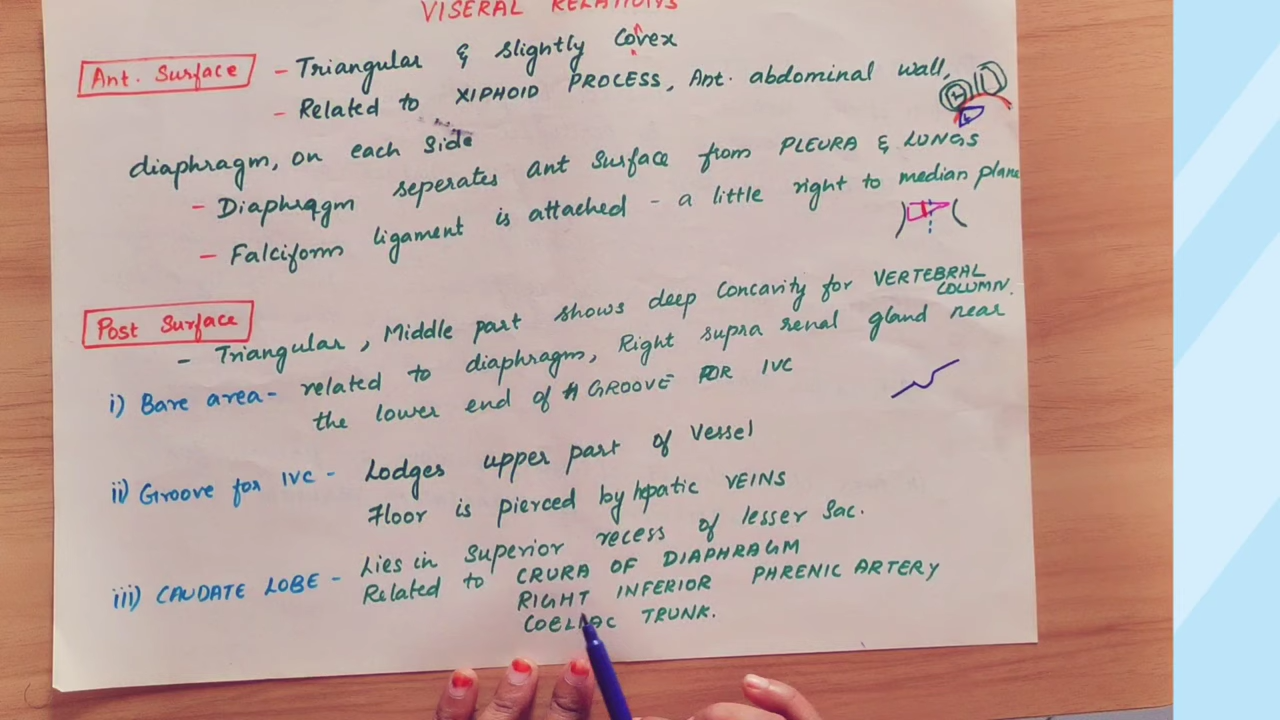 VISERAL RELATIONS
Ant. Surface - Triangular & slightly Covex
- Related to XIPHOID PROCESS, Ant. abdominal wall,
diaphragm, on each side
- Diaphragm seperates ant surface from PLEURA & LUNGS
- Falciform ligament is attached - a little right to median plane
Post Surface
- Triangular, Middle part shows deep Concavity for VERTEBRAL COLUMN.
i) Bare area - related to diaphragm, Right supra renal gland near
the lower end of GROOVE FOR IVC
ii) Groove for IVC - Lodges upper part of Vessel
Floor is pierced by hepatic VEINS
iii) CAUDATE LOBE - Lies in Superior recess of lesser Sac.
Related to CRURA OF DIAPHRAGM
RIGHT INFERIOR PHRENIC ARTERY
COELIAC TRUNK.